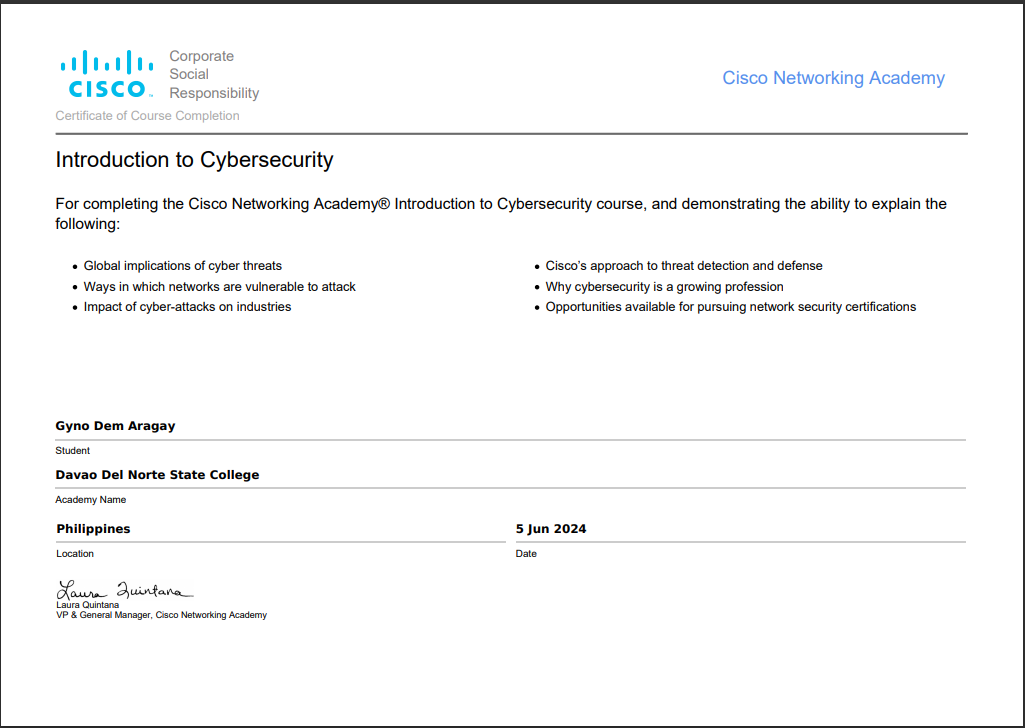 Corporate
Social
Responsibility
CISCO™
Cisco Networking Academy
Certificate of Course Completion
Introduction to Cybersecurity
For completing the Cisco Networking Academy® Introduction to Cybersecurity course, and demonstrating the ability to explain the
following:
• Global implications of cyber threats
• Ways in which networks are vulnerable to attack
• Impact of cyber-attacks on industries
• Cisco’s approach to threat detection and defense
• Why cybersecurity is a growing profession
• Opportunities available for pursuing network security certifications
Gyno Dem Aragay
Student
Davao Del Norte State College
Academy Name
Philippines
Location
5 Jun 2024
Date
Laura Quintana
Laura Quintana
VP & General Manager, Cisco Networking Academy